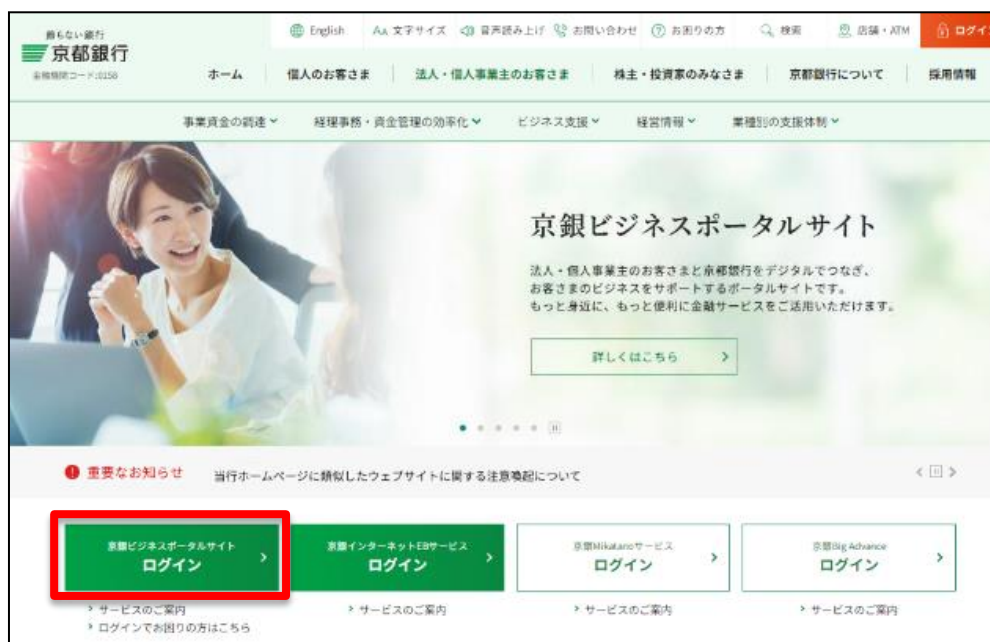 飾らない銀行
京都銀行
金融機関コード:0158
English
Aa 文字サイズ
音声読み上げ
お問い合わせ
お困りの方
検索
店舗・ATM
ログイン
ホーム
個人のお客さま
法人・個人事業主のお客さま
株主・投資家のみなさま
京都銀行について
採用情報
事業資金の調達
経理事務・資金管理の効率化
ビジネス支援
経営情報
業種別の支援体制
京銀ビジネスポータルサイト
法人・個人事業主のお客さまと京都銀行をデジタルでつなぎ、
お客さまのビジネスをサポートするポータルサイトです。
もっと身近に、もっと便利に金融サービスをご活用いただけます。
詳しくはこちら
重要なお知らせ
当行ホームページに類似したウェブサイトに関する注意喚起について
京銀ビジネスポータルサイト
ログイン
京銀インターネットEBサービス
ログイン
京銀Mikatanoサービス
ログイン
京銀Big Advance
ログイン
サービスのご案内
ログインでお困りの方はこちら
サービスのご案内
サービスのご案内
サービスのご案内